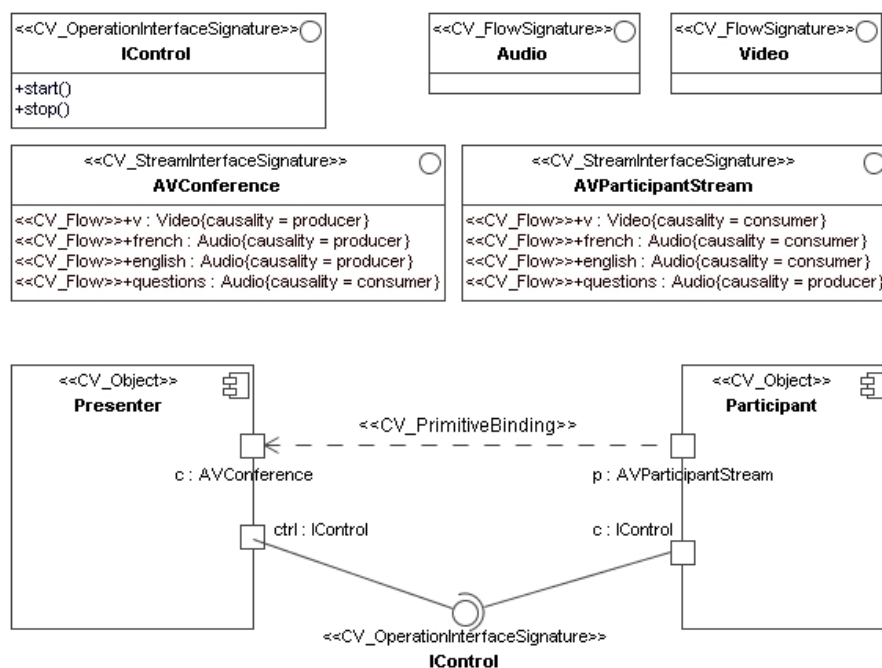 <<CV_OperationInterfaceSignature>>
IControl
+start()
+stop()
<<CV_FlowSignature>>
Audio
<<CV_FlowSignature>>
Video
<<CV_StreamInterfaceSignature>>
AVConference
<<CV_Flow>>+v : Video{causality = producer}
<<CV_Flow>>+french : Audio{causality = producer}
<<CV_Flow>>+english : Audio{causality = producer}
<<CV_Flow>>+questions : Audio{causality = consumer}
<<CV_StreamInterfaceSignature>>
AVParticipantStream
<<CV_Flow>>+v : Video{causality = consumer}
<<CV_Flow>>+french : Audio{causality = consumer}
<<CV_Flow>>+english : Audio{causality = consumer}
<<CV_Flow>>+questions : Audio{causality = producer}
<<CV_Object>>
Presenter
<<CV_PrimitiveBinding>>
<<CV_Object>>
Participant
c : AVConference
p : AVParticipantStream
ctrl : IControl
c : IControl
<<CV_OperationInterfaceSignature>>
IControl